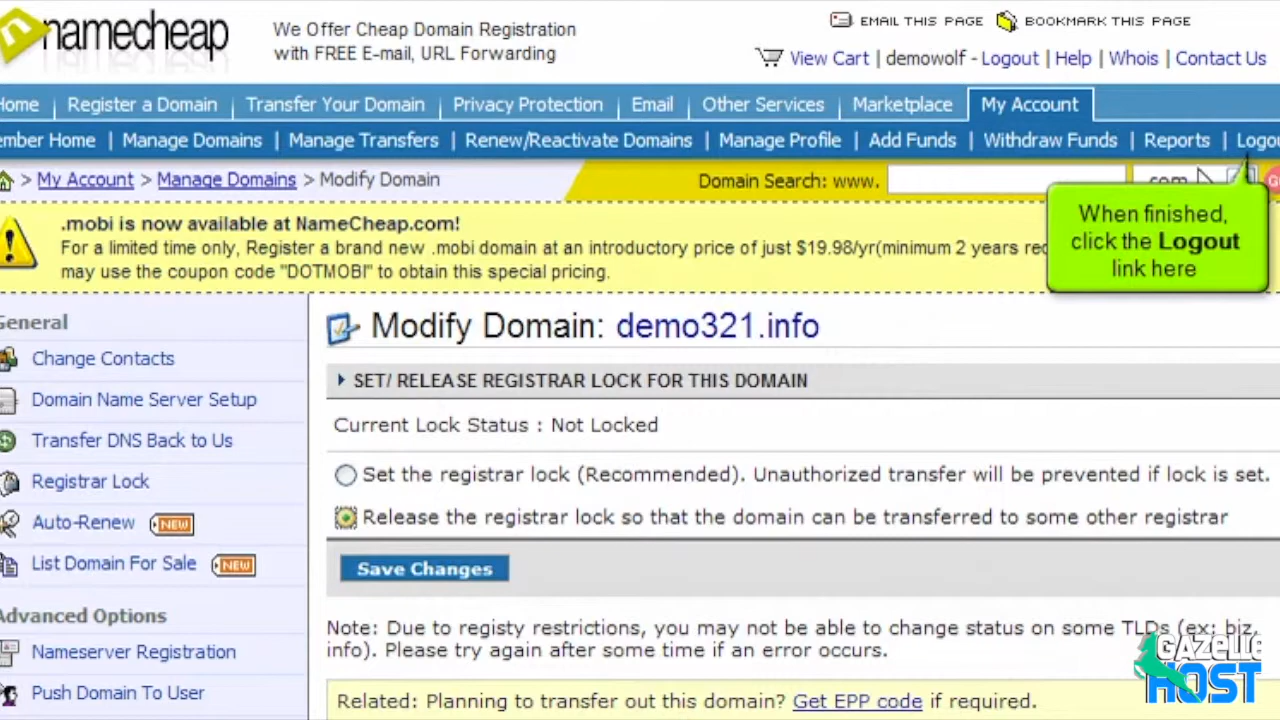 namecheap
We Offer Cheap Domain Registration
with FREE E-mail, URL Forwarding
EMAIL THIS PAGE BOOKMARK THIS PAGE
View Cart | demowolf - Logout | Help | Whois | Contact Us
Home | Register a Domain | Transfer Your Domain | Privacy Protection | Email | Other Services | Marketplace | My Account
ember Home | Manage Domains | Manage Transfers | Renew/Reactivate Domains | Manage Profile | Add Funds | Withdraw Funds | Reports | Logou
> My Account > Manage Domains > Modify Domain
Domain Search: www. .com
.mobi is now available at NameCheap.com!
For a limited time only, Register a brand new .mobi domain at an introductory price of just $19.98/yr(minimum 2 years req
may use the coupon code "DOTMOBI" to obtain this special pricing.
When finished,
click the Logout
link here
General
Change Contacts
Domain Name Server Setup
Transfer DNS Back to Us
Registrar Lock
Auto-Renew NEW
List Domain For Sale NEW
Advanced Options
Nameserver Registration
Push Domain To User
Modify Domain: demo321.info
SET/ RELEASE REGISTRAR LOCK FOR THIS DOMAIN
Current Lock Status : Not Locked
Set the registrar lock (Recommended). Unauthorized transfer will be prevented if lock is set.
Release the registrar lock so that the domain can be transferred to some other registrar
Save Changes
Note: Due to registy restrictions, you may not be able to change status on some TLDs (ex: biz,
info). Please try again after some time if an error occurs.
Related: Planning to transfer out this domain? Get EPP code if required.
GAZELLE
HOST